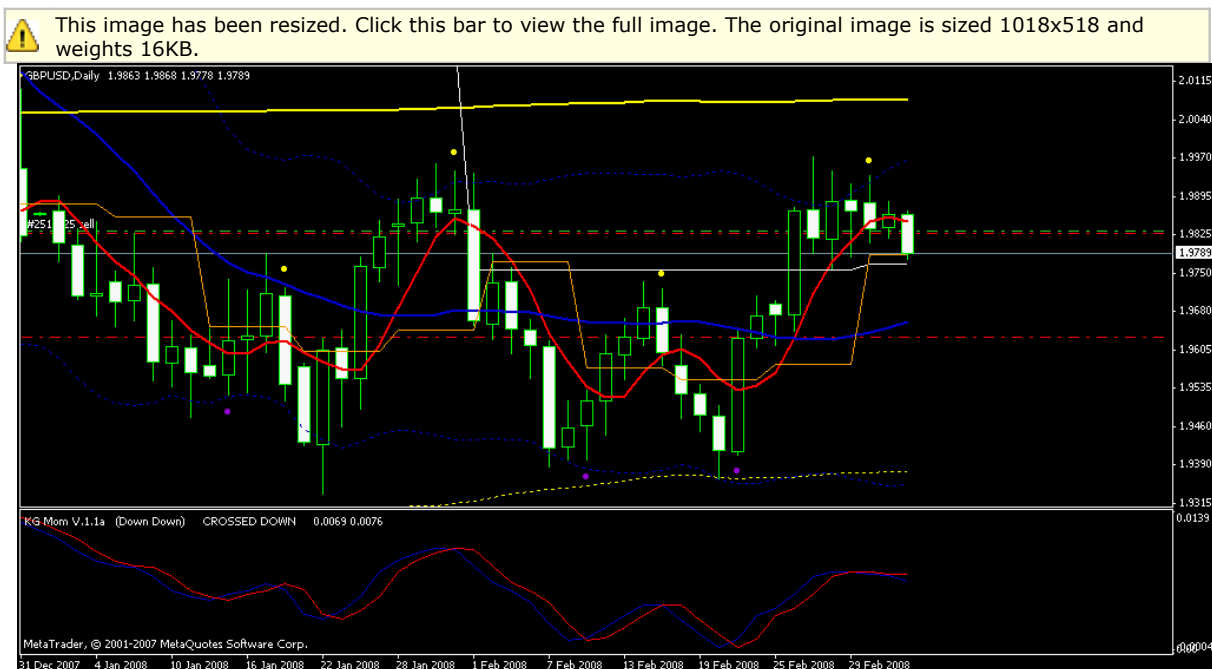 This image has been resized. Click this bar to view the full image. The original image is sized 1018x518 and
weights 16KB.
GBPUSD,Daily 1.9863 1.9868 1.9778 1.9789
2.0115
2.0040
1.9970
1.9895
sell
1.9825
1.9789
1.9750
1.9680
1.9605
1.9535
1.9460
1.9390
1.9315
KG Mom V.1.1a (Down Down) CROSSED DOWN 0.0069 0.0076
0.0139
MetaTrader, © 2001-2007 MetaQuotes Software Corp.
31 Dec 2007 4 Jan 2008 10 Jan 2008 16 Jan 2008 22 Jan 2008 28 Jan 2008 1 Feb 2008 7 Feb 2008 13 Feb 2008 19 Feb 2008 25 Feb 2008 29 Feb 2008